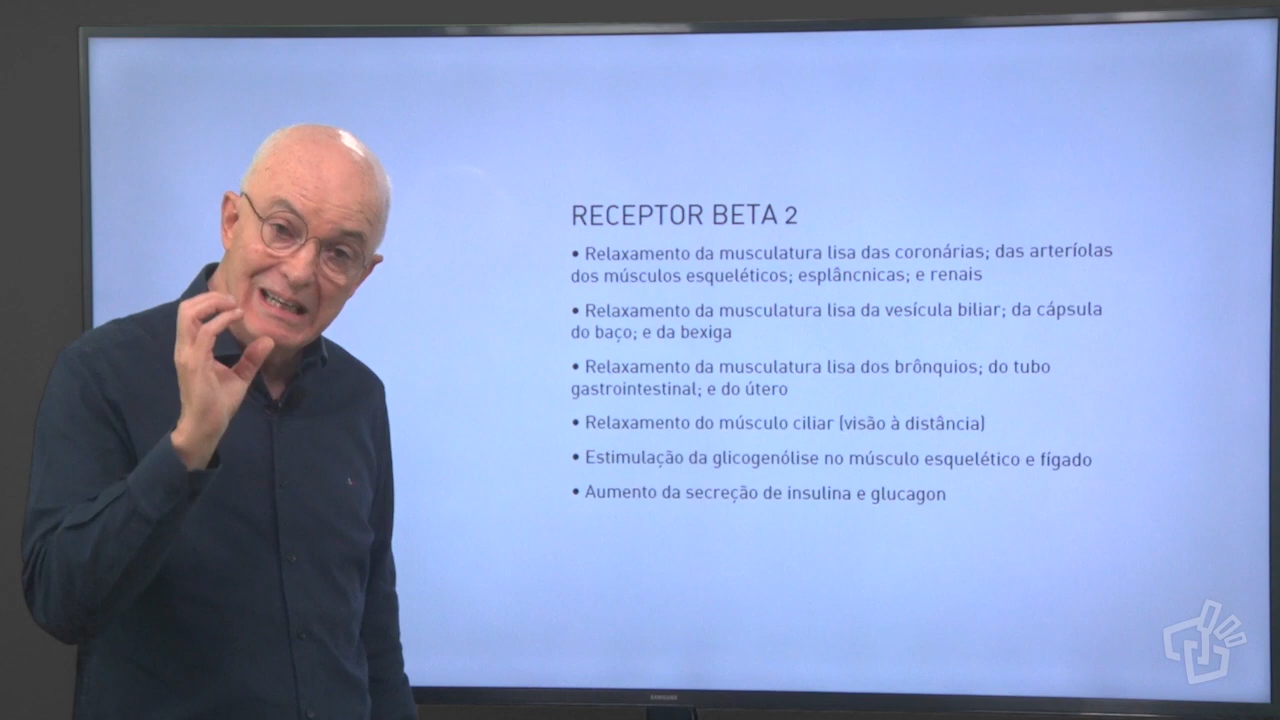 RECEPTOR BETA 2
• Relaxamento da musculatura lisa das coronárias; das arteríolas
dos músculos esqueléticos; esplâncnicas; e renais
• Relaxamento da musculatura lisa da vesícula biliar; da cápsula
do baço; e da bexiga
• Relaxamento da musculatura lisa dos brônquios; do tubo
gastrointestinal; e do útero
• Relaxamento do músculo ciliar (visão à distância)
• Estimulação da glicogenólise no músculo esquelético e fígado
• Aumento da secreção de insulina e glucagon
SAMSUNG